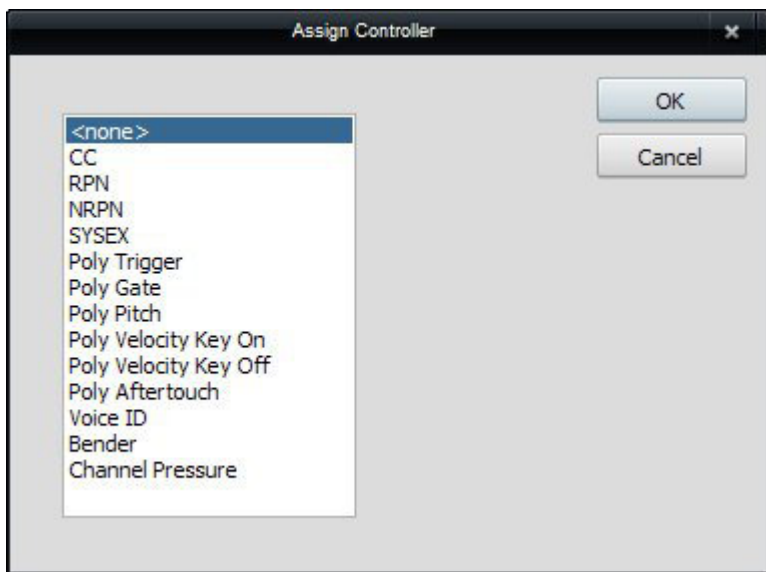 Assign Controller
OK
Cancel
<none>
CC
RPN
NRPN
SYSEX
Poly Trigger
Poly Gate
Poly Pitch
Poly Velocity Key On
Poly Velocity Key Off
Poly Aftertouch
Voice ID
Bender
Channel Pressure